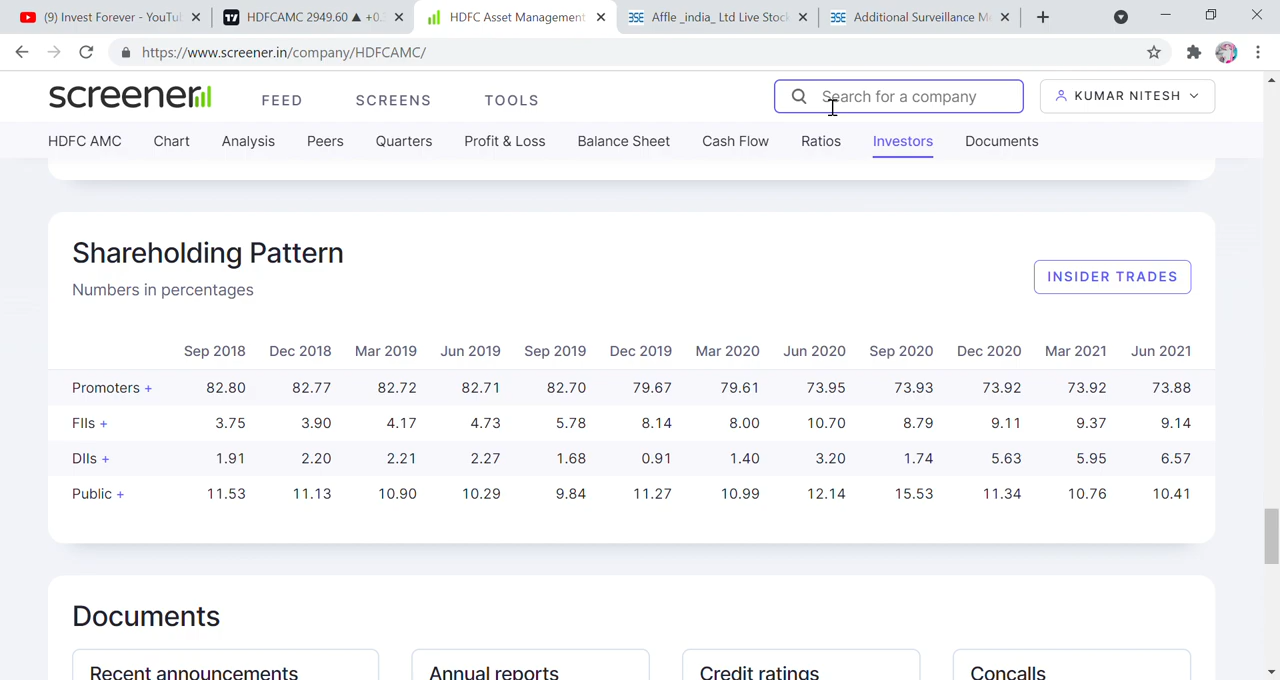 (9) Invest Forever - YouTu
HDFCAMC 2949.60 ▲ +0.
HDFC Asset Management
Affle _india_ Ltd Live Stock
Additional Surveillance M
https://www.screener.in/company/HDFCAMC/
screener
FEED
SCREENS
TOOLS
Search for a company
KUMAR NITESH
HDFC AMC Chart Analysis Peers Quarters Profit & Loss Balance Sheet Cash Flow Ratios Investors Documents
Shareholding Pattern
Numbers in percentages
INSIDER TRADES
Sep 2018 Dec 2018 Mar 2019 Jun 2019 Sep 2019 Dec 2019 Mar 2020 Jun 2020 Sep 2020 Dec 2020 Mar 2021 Jun 2021
Promoters + 82.80 82.77 82.72 82.71 82.70 79.67 79.61 73.95 73.93 73.92 73.92 73.88
FIIs + 3.75 3.90 4.17 4.73 5.78 8.14 8.00 10.70 8.79 9.11 9.37 9.14
DIIs + 1.91 2.20 2.21 2.27 1.68 0.91 1.40 3.20 1.74 5.63 5.95 6.57
Public + 11.53 11.13 10.90 10.29 9.84 11.27 10.99 12.14 15.53 11.34 10.76 10.41
Documents
Recent announcements
Annual reports
Credit ratings
Concalls